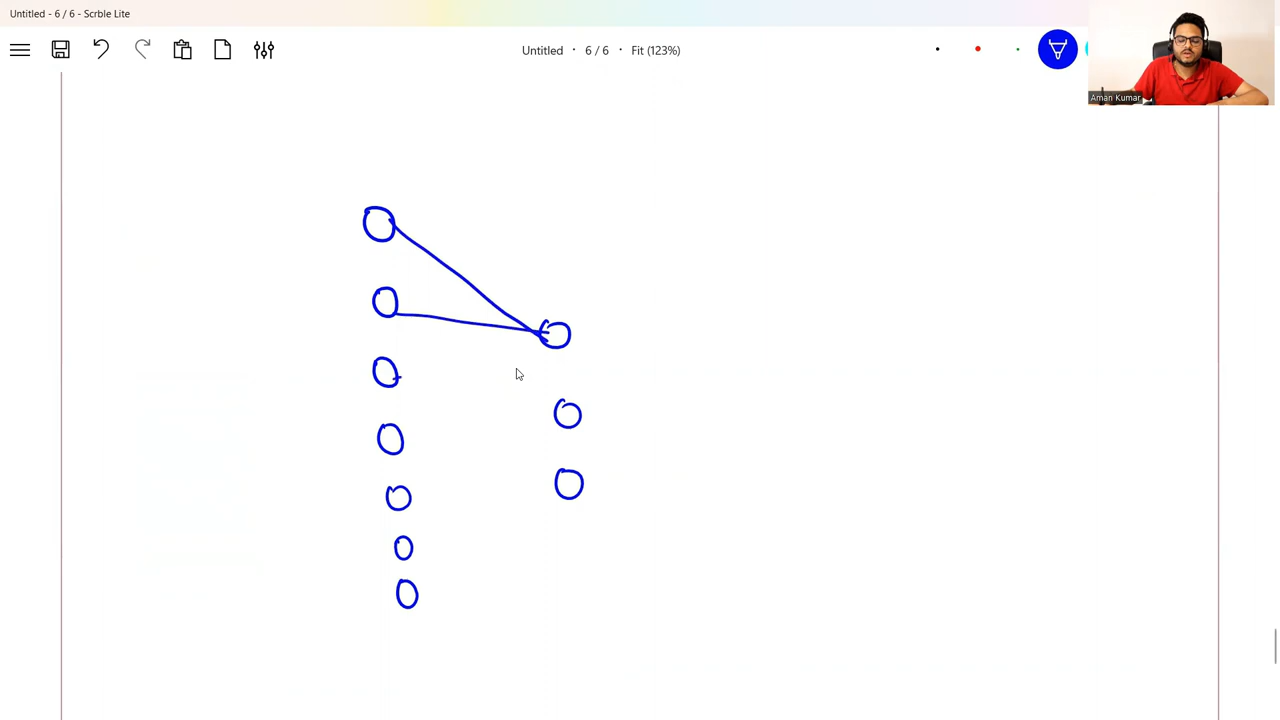 Untitled - 6 / 6 - Scrble Lite
Untitled • 6 / 6 • Fit (123%)
Aman Kumar